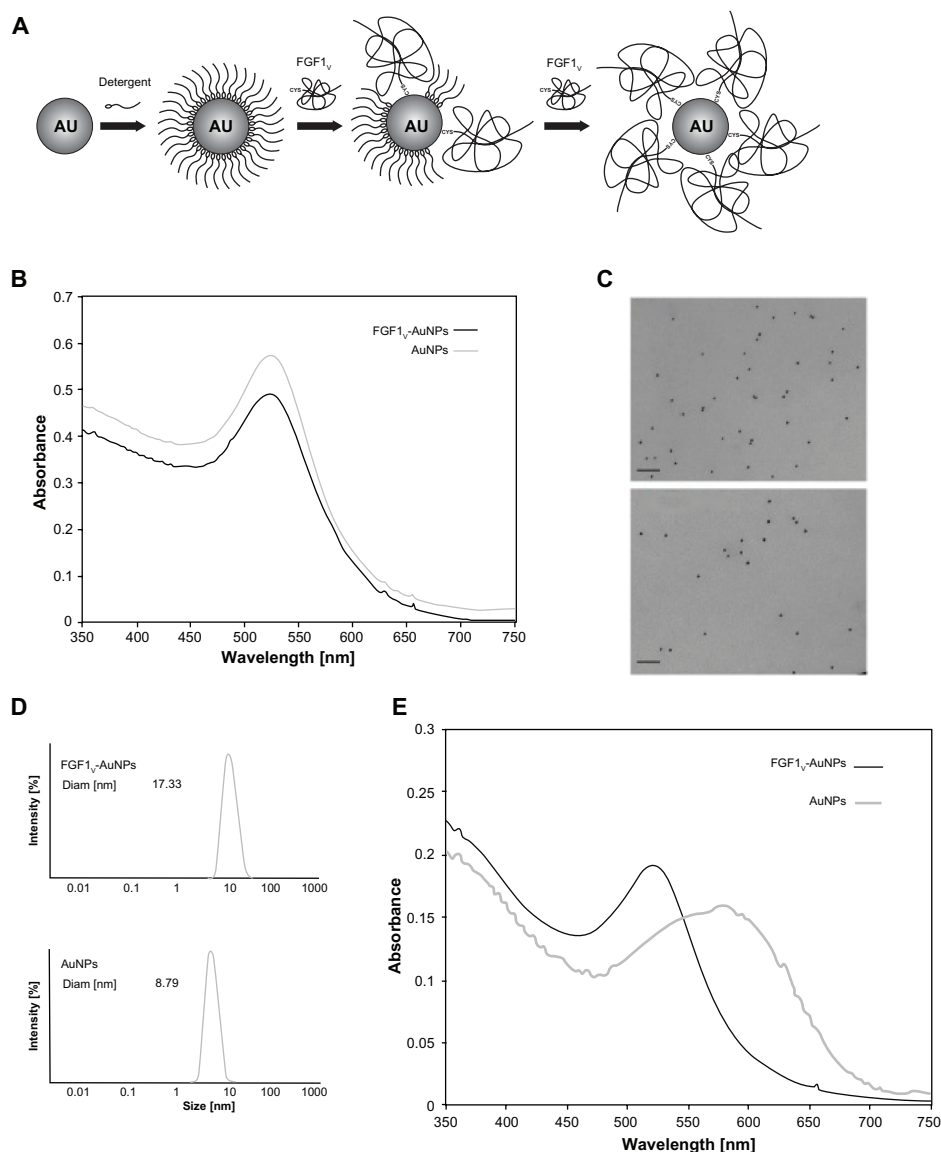 A
Detergent
FGF1V
FGF1V
CYS
CYS
AU
AU
AU
AU
CYS
CYS
CYS
CYS
CYS
CYS
CYS
CYS
B
0.7
0.6
0.5
0.4
0.3
0.2
0.1
0
Absorbance
FGF1V-AuNPs
AuNPs
350 400 450 500 550 600 650 700 750
Wavelength [nm]
C
D
Intensity [%]
FGF1V-AuNPs
Diam [nm] 17.33
0.01 0.1 1 10 100 1000
Intensity [%]
AuNPs
Diam [nm] 8.79
0.01 0.1 1 10 100 1000
Size [nm]
E
0.3
0.25
0.2
0.15
0.1
0.05
0
Absorbance
FGF1V-AuNPs
AuNPs
350 400 450 500 550 600 650 700 750
Wavelength [nm]